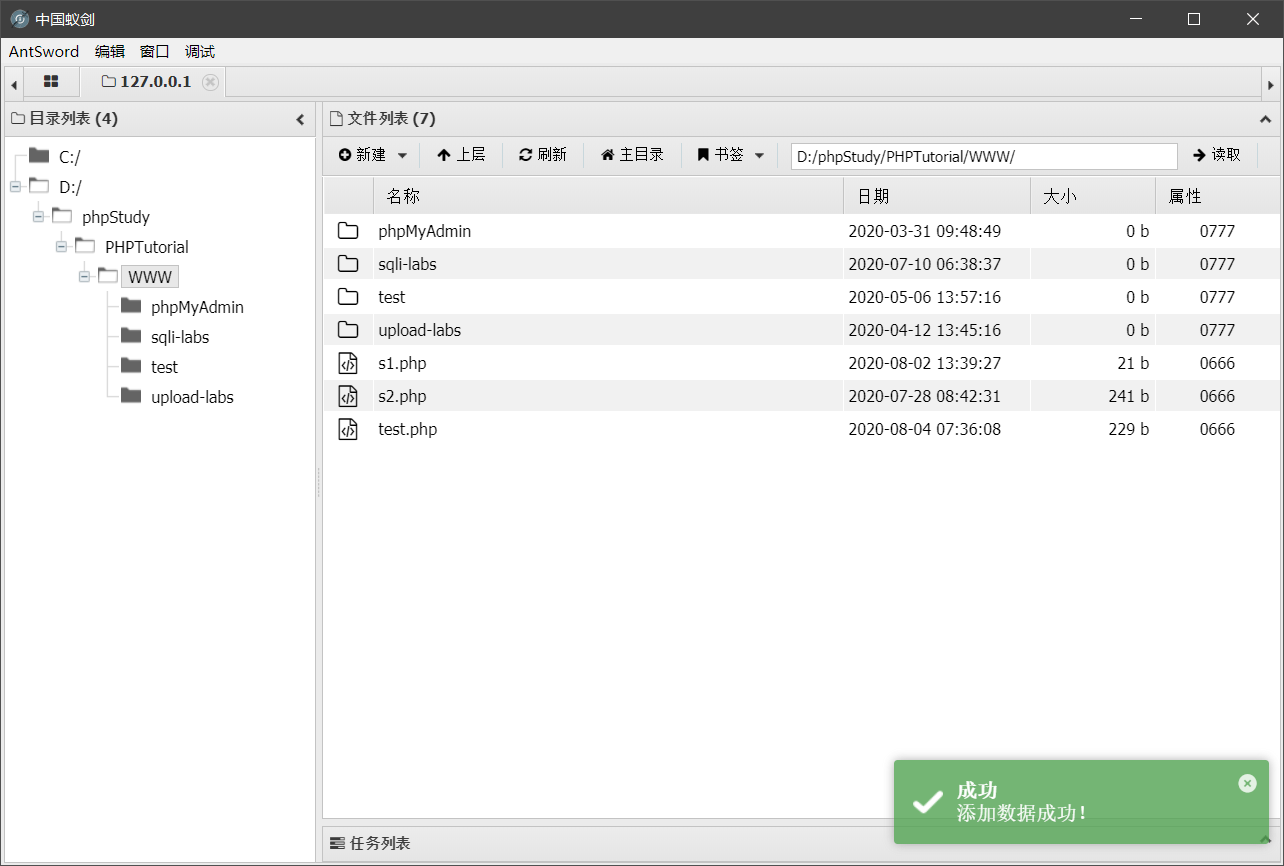 中国蚁剑
AntSword 编辑 窗口 调试
127.0.0.1
目录列表 (4)
C:/
D:/
phpStudy
PHPTutorial
WWW
phpMyAdmin
sqli-labs
test
upload-labs
文件列表 (7)
新建 上层 刷新 主目录 书签 D:/phpStudy/PHPTutorial/WWW/ 读取
名称 日期 大小 属性
phpMyAdmin 2020-03-31 09:48:49 0 b 0777
sqli-labs 2020-07-10 06:38:37 0 b 0777
test 2020-05-06 13:57:16 0 b 0777
upload-labs 2020-04-12 13:45:16 0 b 0777
s1.php 2020-08-02 13:39:27 21 b 0666
s2.php 2020-07-28 08:42:31 241 b 0666
test.php 2020-08-04 07:36:08 229 b 0666
成功
添加数据成功！
任务列表